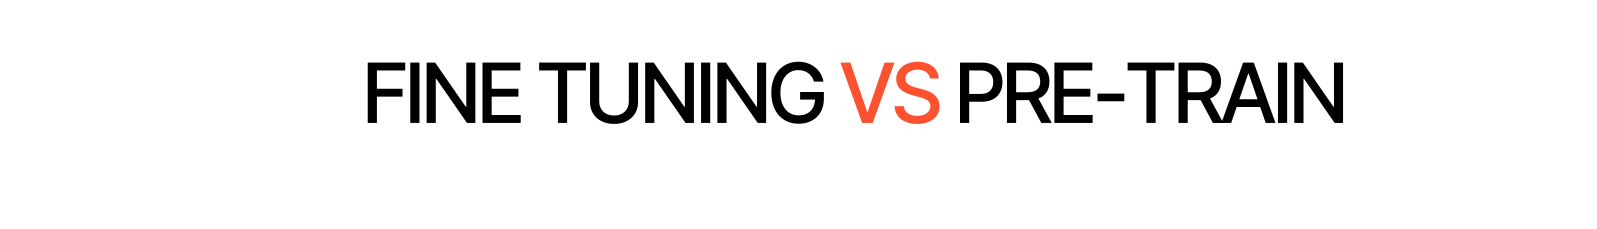 FINE TUNING VS PRE-TRAIN